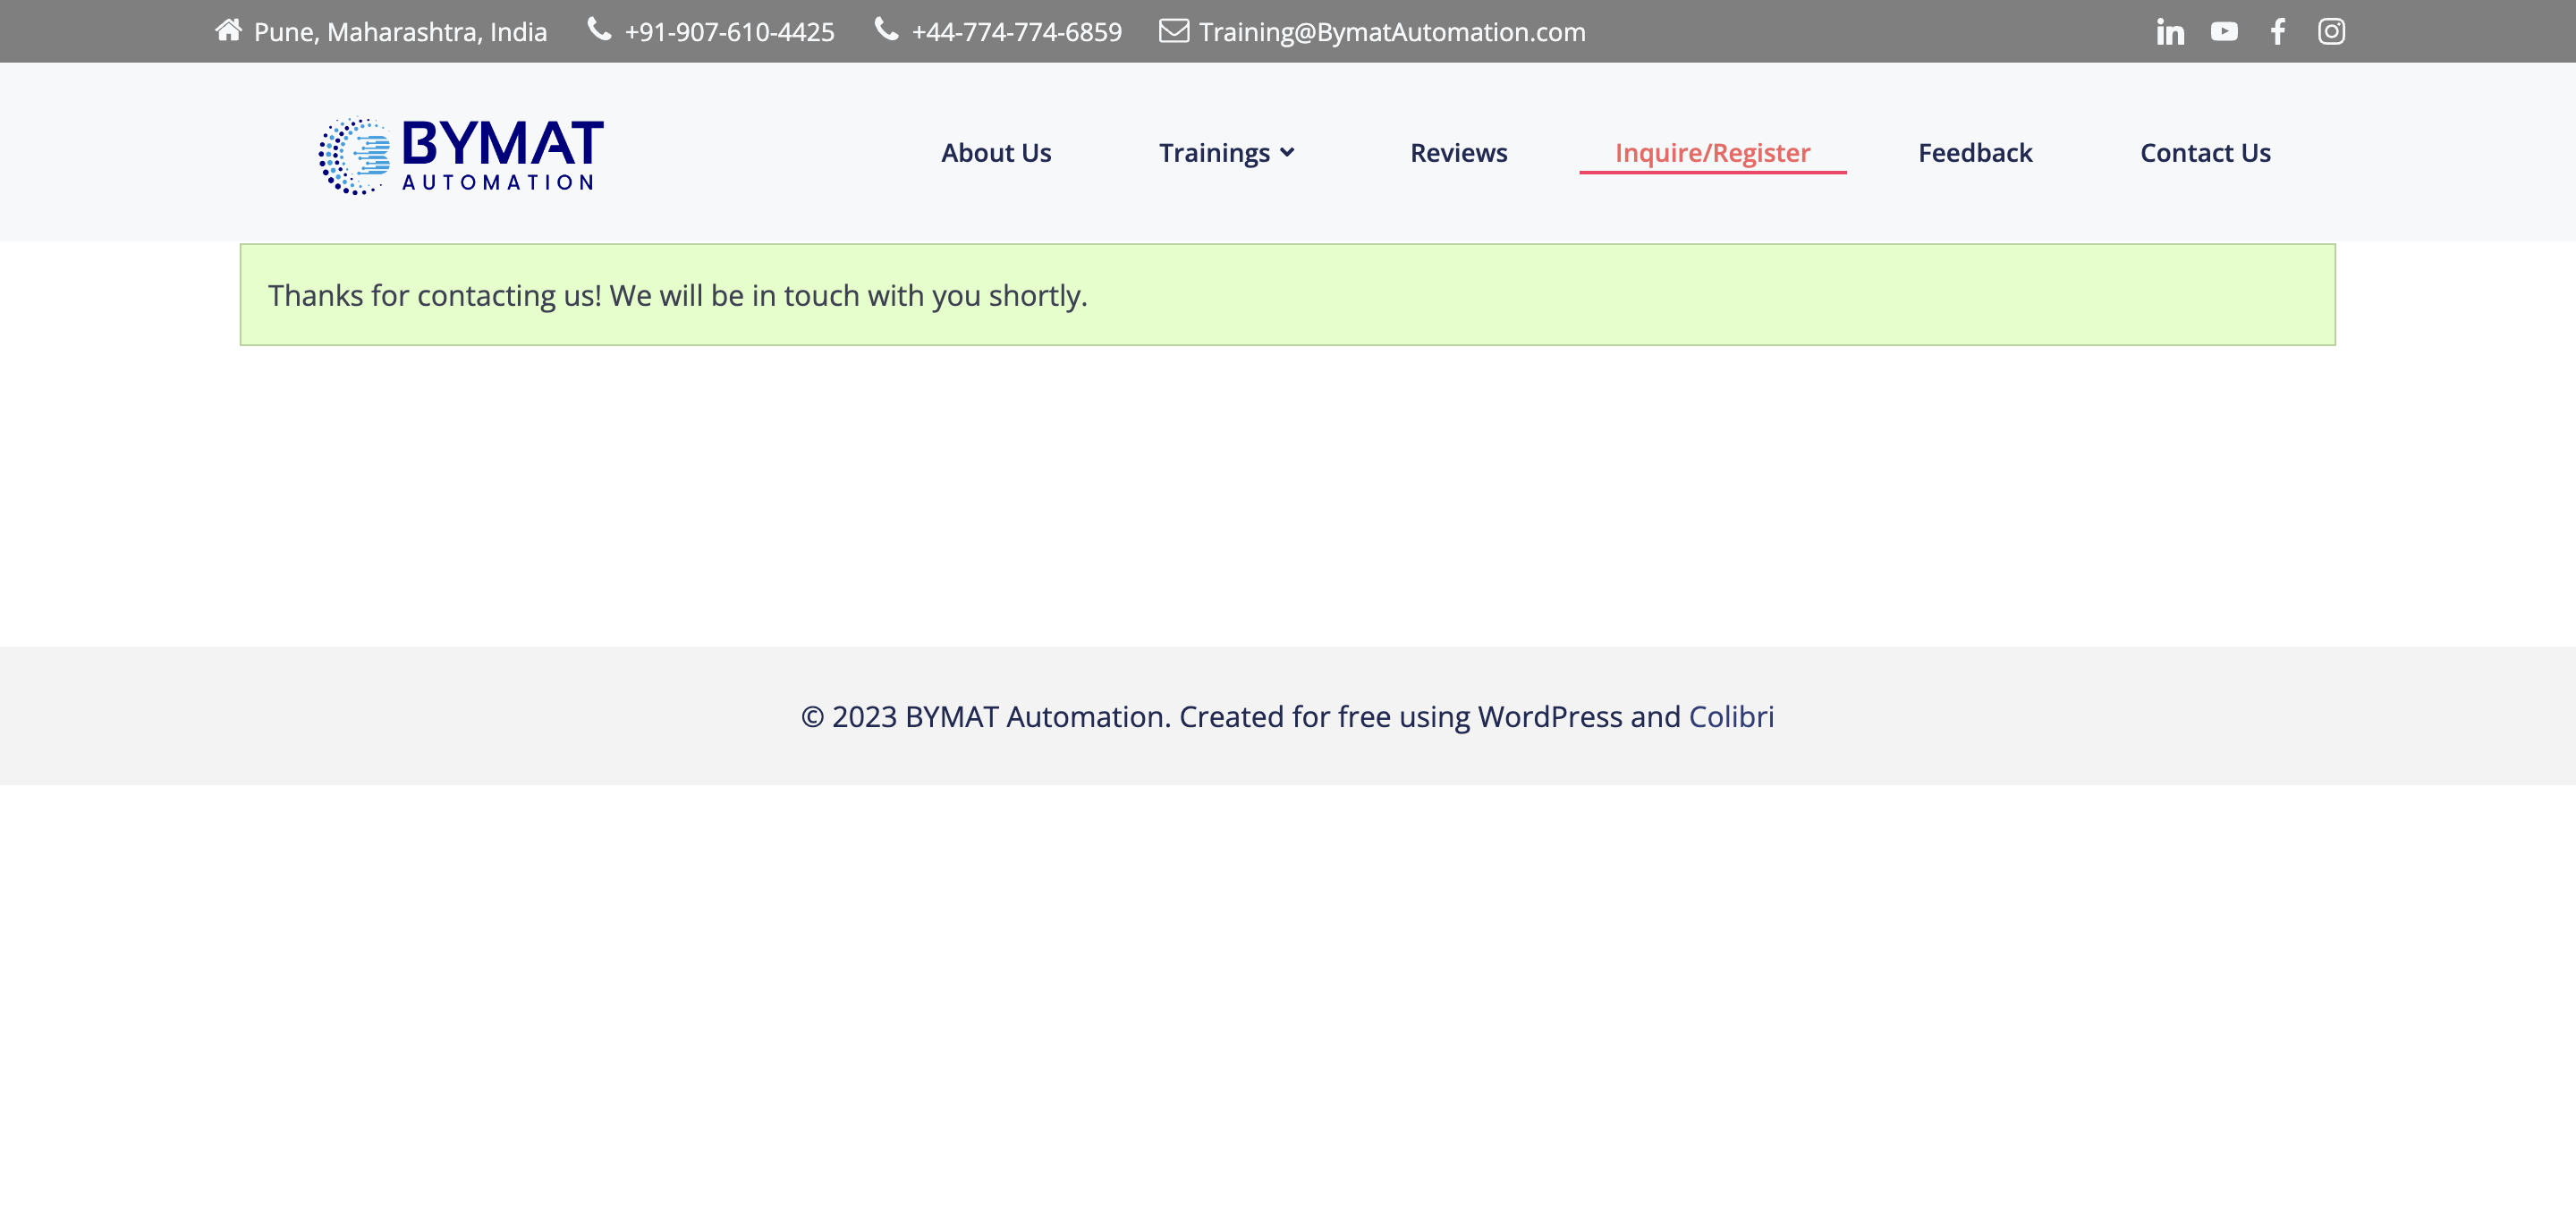 Pune, Maharashtra, India +91-907-610-4425 +44-774-774-6859 Training@BymatAutomation.com
BYMAT
AUTOMATION
About Us Trainings Reviews Inquire/Register Feedback Contact Us
Thanks for contacting us! We will be in touch with you shortly.
© 2023 BYMAT Automation. Created for free using WordPress and Colibri